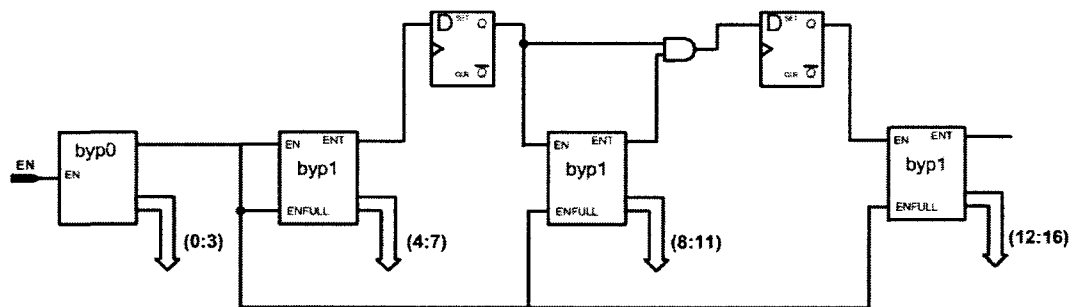 D SET Q
CLR Q
D SET Q
CLR Q
EN
byp0
EN
(0:3)
EN ENT
byp1
ENFULL
(4:7)
EN ENT
byp1
ENFULL
(8:11)
EN ENT
byp1
ENFULL
(12:16)